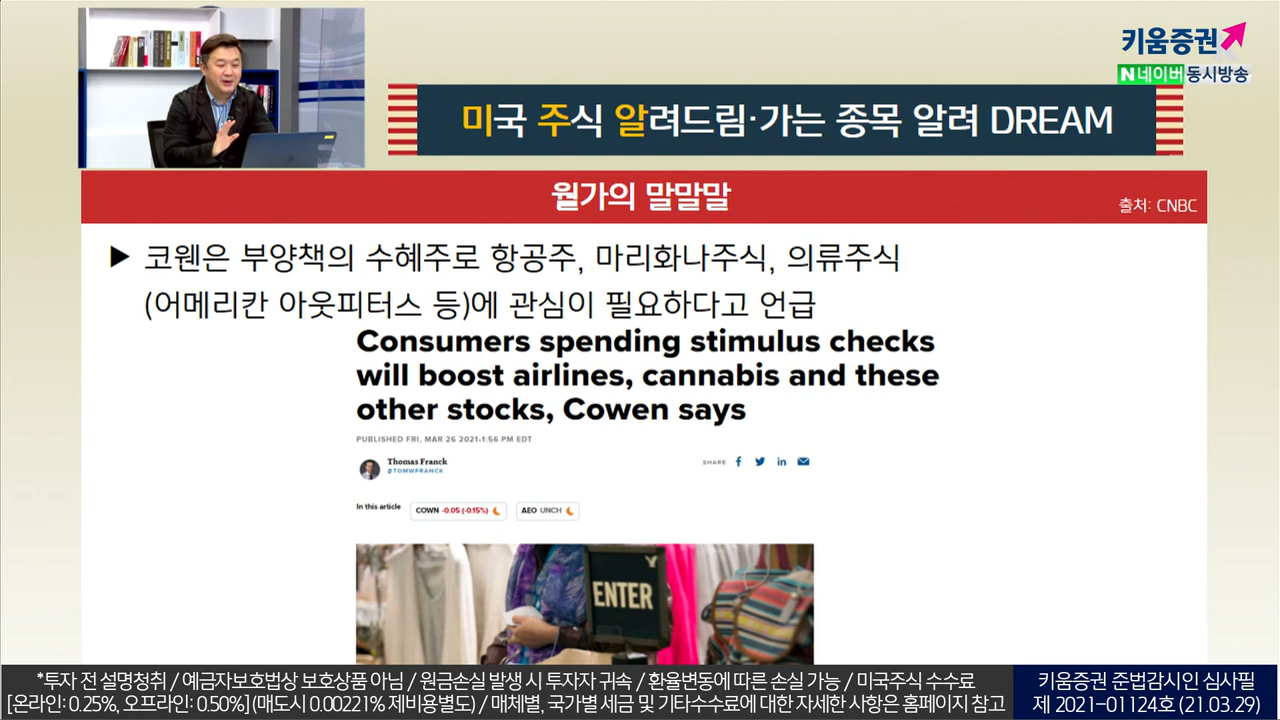 키움증권
N 네이버 동시방송
미국 주식 알려드림·가는 종목 알려 DREAM
월가의 말말말
출처: CNBC
▶ 코웬은 부양책의 수혜주로 항공주, 마리화나주식, 의류주식
(어메리칸 아웃피터스 등)에 관심이 필요하다고 언급
Consumers spending stimulus checks
will boost airlines, cannabis and these
other stocks, Cowen says
PUBLISHED FRI, MAR 26 2021•1:56 PM EDT
Thomas Franck
@TOMWFRANCK
SHARE
In this article
COWN -0.05 (-0.15%)
AEO UNCH
ENTER
*투자 전 설명청취 / 예금자보호법상 보호상품 아님 / 원금손실 발생 시 투자자 귀속 / 환율변동에 따른 손실 가능 / 미국주식 수수료
[온라인: 0.25%, 오프라인: 0.50%] (매도시 0.00221% 제비용별도) / 매체별, 국가별 세금 및 기타수수료에 대한 자세한 사항은 홈페이지 참고
키움증권 준법감시인 심사필
제 2021-01124호 (21.03.29)